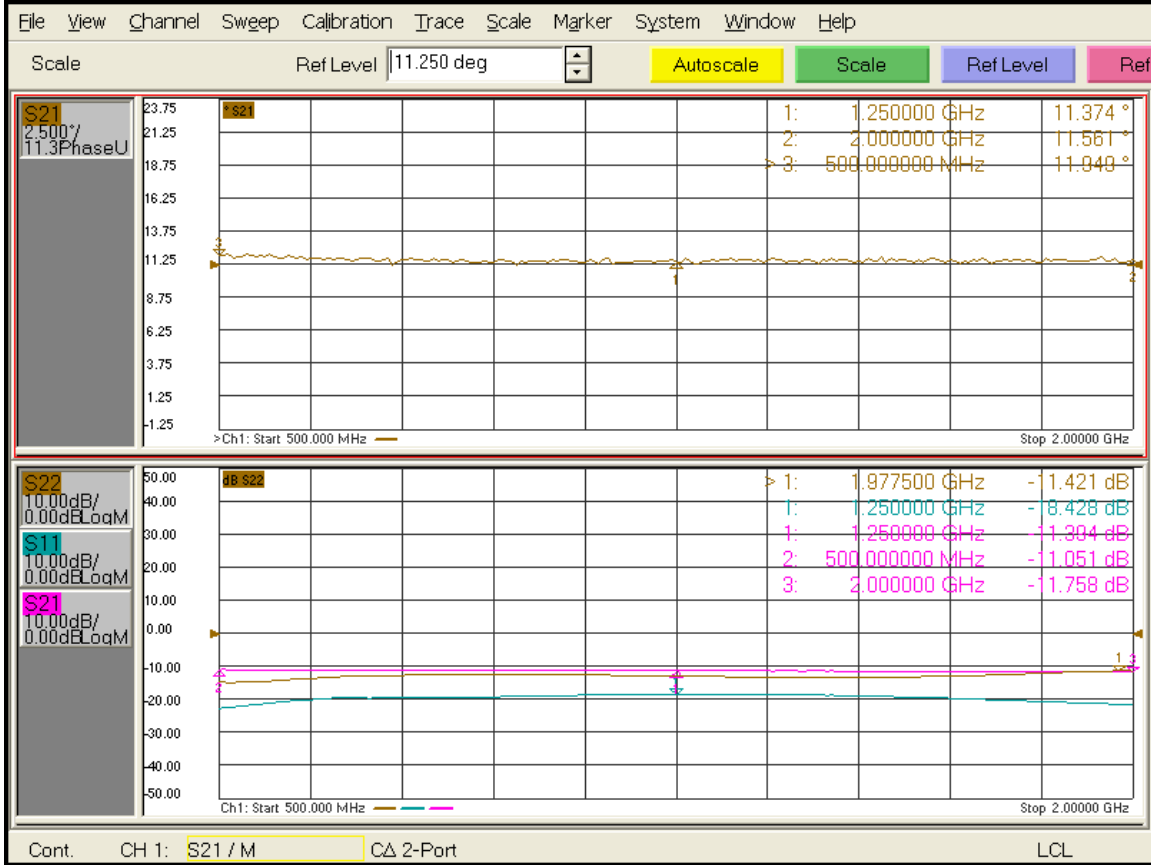 File View Channel Sweep Calibration Trace Scale Marker System Window Help
Scale Ref Level 11.250 deg Autoscale Scale Ref Level Ref
S21
2.500°/
11.3PhaseU
23.75
21.25
18.75
16.25
13.75
11.25
8.75
6.25
3.75
1.25
-1.25
° S21
1: 1.250000 GHz 11.374 °
2: 2.000000 GHz 11.561 °
> 3: 500.000000 MHz
3
1
2
>Ch1: Start 500.000 MHz Stop 2.00000 GHz
S22
10.00dB/
0.00dBLogM
S11
10.00dB/
0.00dBLogM
S21
10.00dB/
0.00dBLogM
50.00
40.00
30.00
20.00
10.00
0.00
-10.00
-20.00
-30.00
-40.00
-50.00
dB S22
> 1: 1.977500 GHz -11.421 dB
1: 1.250000 GHz -18.428 dB
1: 1.250000 GHz -11.394 dB
2: 500.000000 MHz -11.051 dB
3: 2.000000 GHz -11.758 dB
2
1
3
Ch1: Start 500.000 MHz Stop 2.00000 GHz
Cont. CH 1: S21 / M CΔ 2-Port LCL